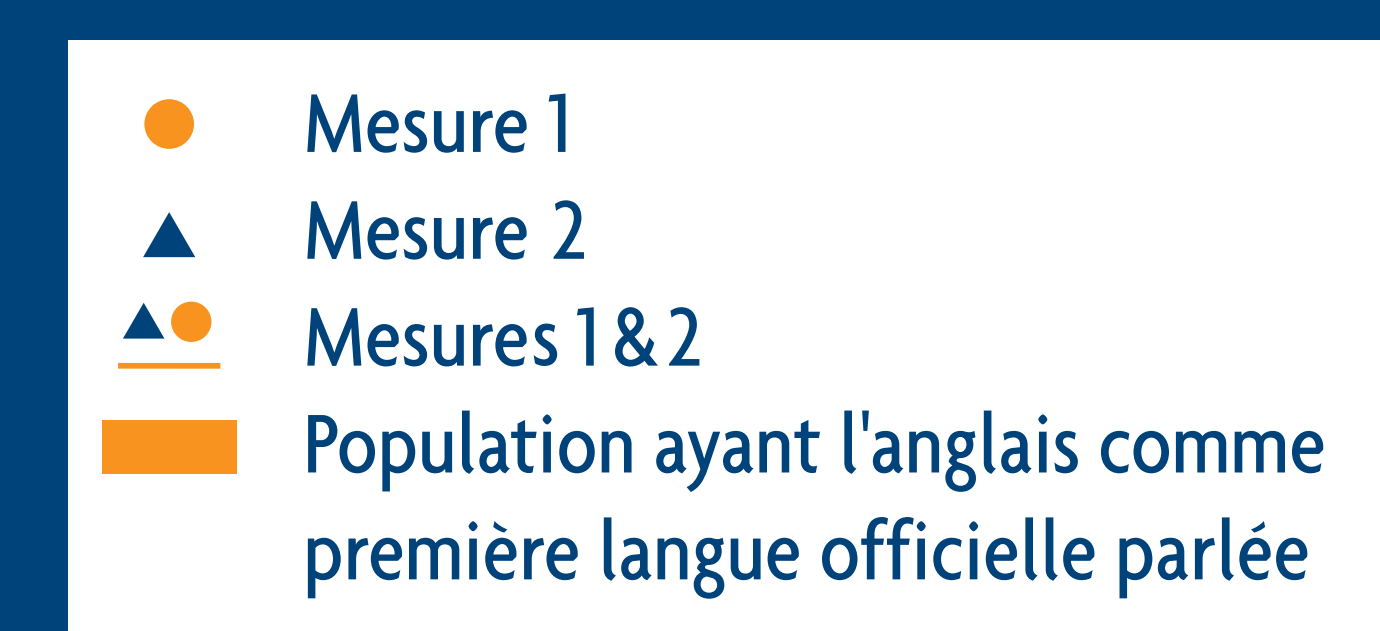 Mesure 1
Mesure 2
Mesures 1 & 2
Population ayant l'anglais comme
première langue officielle parlée